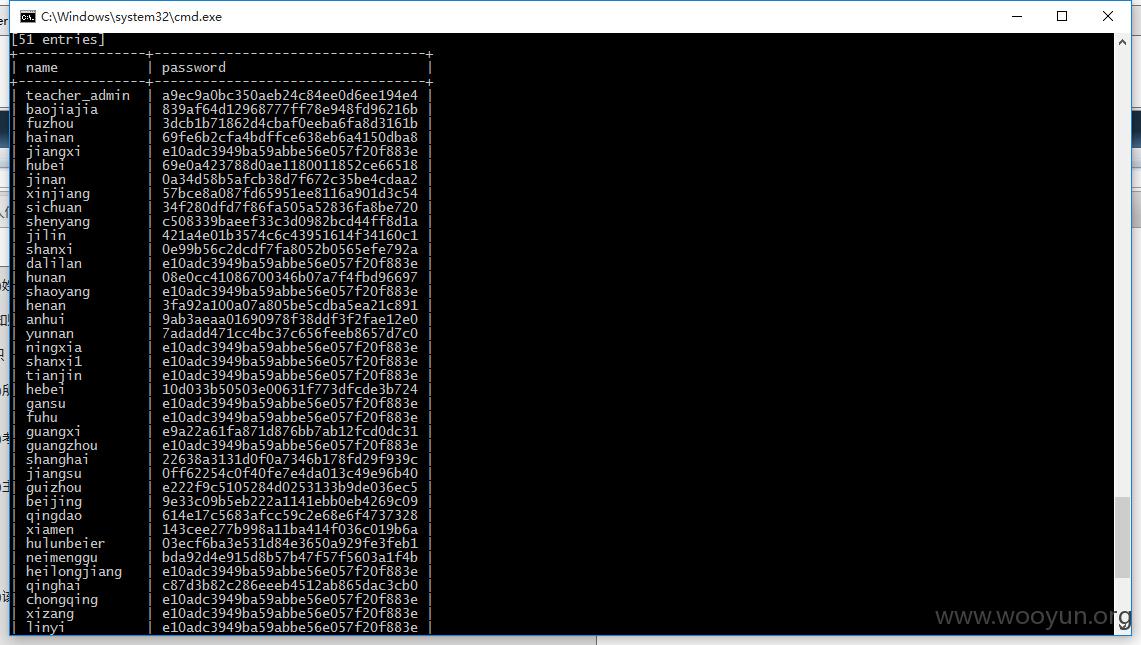 C:\Windows\system32\cmd.exe
[51 entries]
+----------------+----------------------------------+
| name | password |
+----------------+----------------------------------+
| teacher_admin | a9ec9a0bc350aeb24c84ee0d6ee194e4 |
| baojiajia | 839af64d12968777ff78e948fd96216b |
| fuzhou | 3dcb1b71862d4cbaf0eeba6fa8d3161b |
| hainan | 69fe6b2cfa4bdffce638eb6a4150dba8 |
| jiangxi | e10adc3949ba59abbe56e057f20f883e |
| hubei | 69e0a423788d0ae1180011852ce66518 |
| jinan | 0a34d58b5afcb38d7f672c35be4cdaa2 |
| xinjiang | 57bce8a087fd65951ee8116a901d3c54 |
| sichuan | 34f280dfd7f86fa505a52836fa8be720 |
| shenyang | c508339baeef33c3d0982bcd44ff8d1a |
| jilin | 421a4e01b3574c6c43951614f34160c1 |
| shanxi | 0e99b56c2dcdf7fa8052b0565efe792a |
| dalilan | e10adc3949ba59abbe56e057f20f883e |
| hunan | 08e0cc41086700346b07a7f4fbd96697 |
| shaoyang | e10adc3949ba59abbe56e057f20f883e |
| henan | 3fa92a100a07a805be5cdba5ea21c891 |
| anhui | 9ab3aeaa01690978f38ddf3f2fae12e0 |
| yunnan | 7adadd471cc4bc37c656feeb8657d7c0 |
| ningxia | e10adc3949ba59abbe56e057f20f883e |
| shanxi1 | e10adc3949ba59abbe56e057f20f883e |
| tianjin | e10adc3949ba59abbe56e057f20f883e |
| hebei | 10d033b50503e00631f773dfcde3b724 |
| gansu | e10adc3949ba59abbe56e057f20f883e |
| fuhu | e10adc3949ba59abbe56e057f20f883e |
| guangxi | e9a22a61fa871d876bb7ab12fcd0dc31 |
| guangzhou | e10adc3949ba59abbe56e057f20f883e |
| shanghai | 22638a3131d0f0a7346b178fd29f939c |
| jiangsu | 0ff62254c0f40fe7e4da013c49e96b40 |
| guizhou | e222f9c5105284d0253133b9de036ec5 |
| beijing | 9e33c09b5eb222a1141ebb0eb4269c09 |
| qingdao | 614e17c5683afcc59c2e68e6f4737328 |
| xiamen | 143cee277b998a11ba414f036c019b6a |
| hulunbeier | 03ecf6ba3e531d84e3650a929fe3feb1 |
| neimenggu | bda92d4e915d8b57b47f57f5603a1f4b |
| heilongjiang | e10adc3949ba59abbe56e057f20f883e |
| qinghai | c87d3b82c286eeeb4512ab865dac3cb0 |
| chongqing | e10adc3949ba59abbe56e057f20f883e |
| xizang | e10adc3949ba59abbe56e057f20f883e |
| linyi | e10adc3949ba59abbe56e057f20f883e |
www.wooyun.org